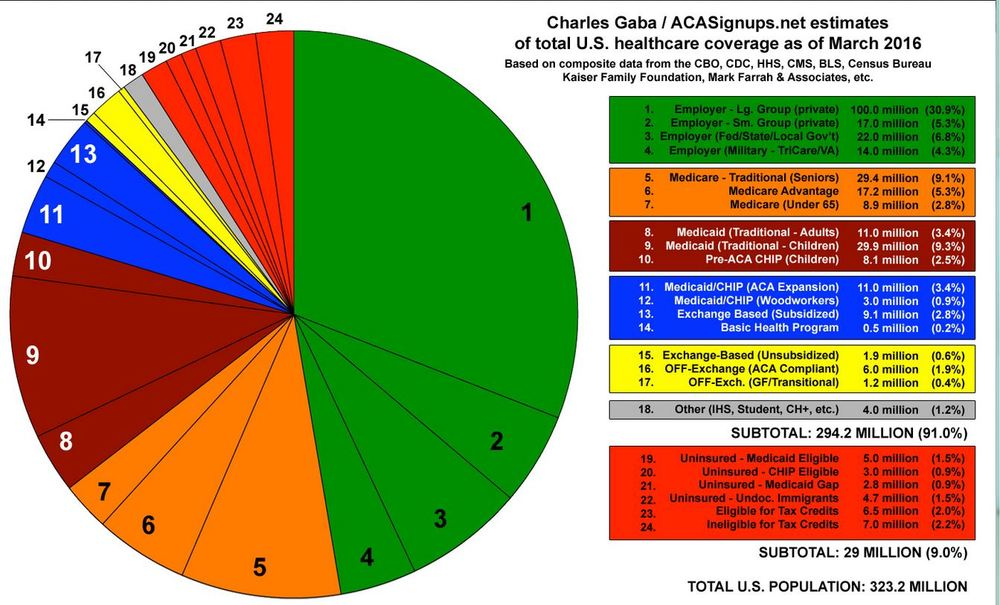 Charles Gaba / ACASignups.net estimates
of total U.S. healthcare coverage as of March 2016
Based on composite data from the CBO, CDC, HHS, CMS, BLS, Census Bureau
Kaiser Family Foundation, Mark Farrah & Associates, etc.
1. Employer - Lg. Group (private) 100.0 million (30.9%)
2. Employer - Sm. Group (private) 17.0 million (5.3%)
3. Employer (Fed/State/Local Gov't) 22.0 million (6.8%)
4. Employer (Military - TriCare/VA) 14.0 million (4.3%)
5. Medicare - Traditional (Seniors) 29.4 million (9.1%)
6. Medicare Advantage 17.2 million (5.3%)
7. Medicare (Under 65) 8.9 million (2.8%)
8. Medicaid (Traditional - Adults) 11.0 million (3.4%)
9. Medicaid (Traditional - Children) 29.9 million (9.3%)
10. Pre-ACA CHIP (Children) 8.1 million (2.5%)
11. Medicaid/CHIP (ACA Expansion) 11.0 million (3.4%)
12. Medicaid/CHIP (Woodworkers) 3.0 million (0.9%)
13. Exchange Based (Subsidized) 9.1 million (2.8%)
14. Basic Health Program 0.5 million (0.2%)
15. Exchange-Based (Unsubsidized) 1.9 million (0.6%)
16. OFF-Exchange (ACA Compliant) 6.0 million (1.9%)
17. OFF-Exch. (GF/Transitional) 1.2 million (0.4%)
18. Other (IHS, Student, CH+, etc.) 4.0 million (1.2%)
SUBTOTAL: 294.2 MILLION (91.0%)
19. Uninsured - Medicaid Eligible 5.0 million (1.5%)
20. Uninsured - CHIP Eligible 3.0 million (0.9%)
21. Uninsured - Medicaid Gap 2.8 million (0.9%)
22. Uninsured - Undoc. Immigrants 4.7 million (1.5%)
23. Eligible for Tax Credits 6.5 million (2.0%)
24. Ineligible for Tax Credits 7.0 million (2.2%)
SUBTOTAL: 29 MILLION (9.0%)
TOTAL U.S. POPULATION: 323.2 MILLION
1
2
3
4
5
6
7
8
9
10
11
12
13
14
15
16
17
18
19
20
21
22
23
24